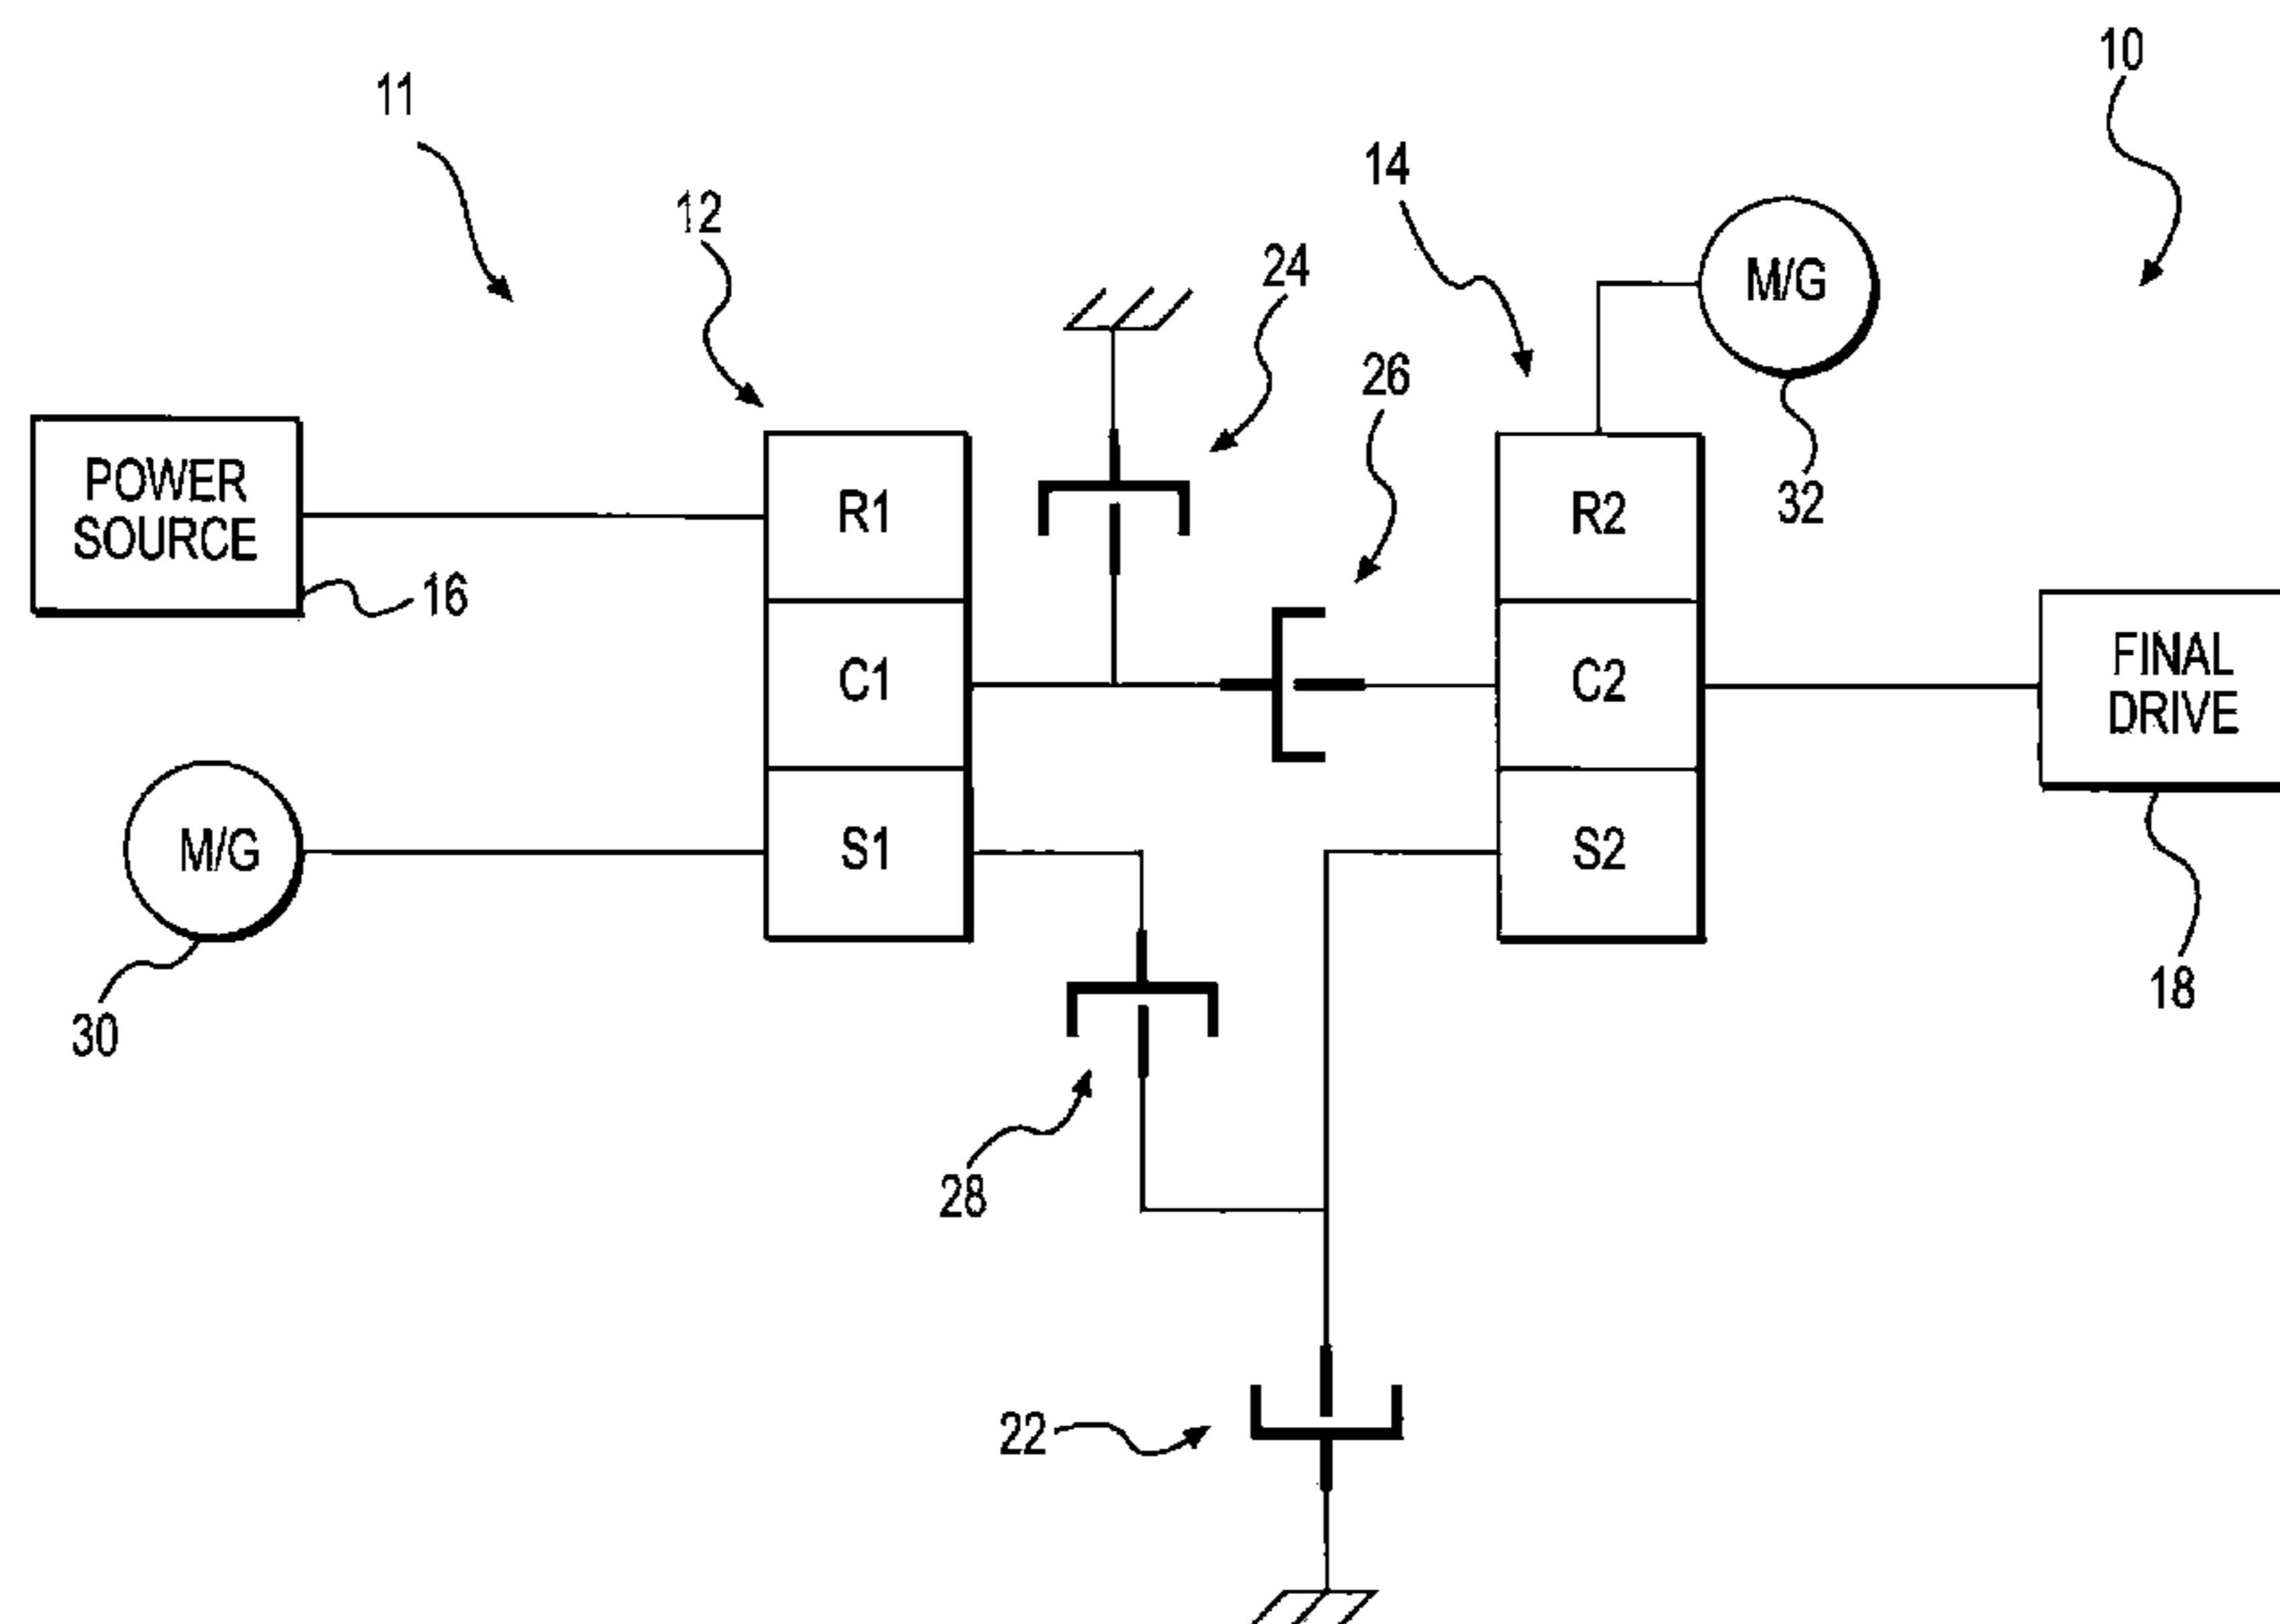 10
11
14
12
24
M/G
26
POWER
SOURCE
R1
R2
32
16
FINAL
DRIVE
C1
C2
M/G
S1
S2
18
30
28
22